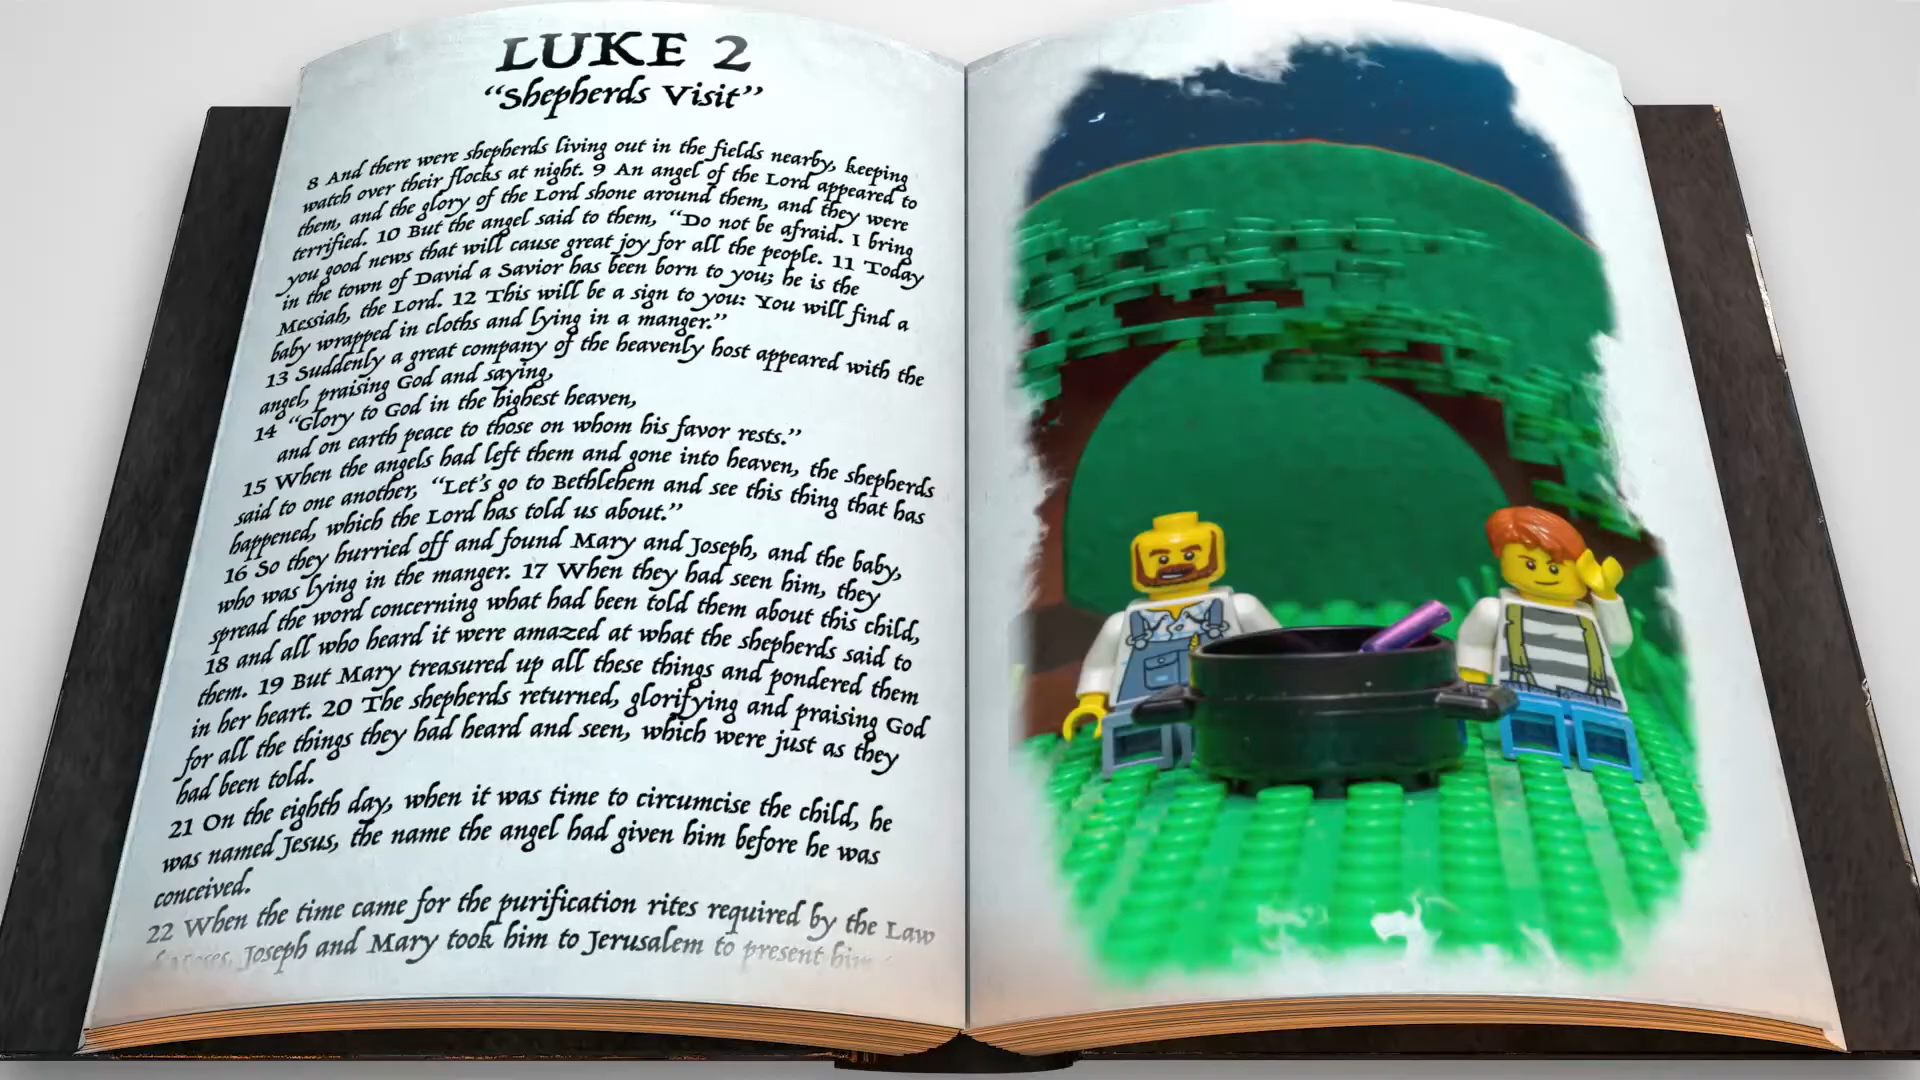 LUKE 2
“Shepherds Visit”
8 And there were shepherds living out in the fields nearby, keeping
watch over their flocks at night. 9 An angel of the Lord appeared to
them, and the glory of the Lord shone around them, and they were
terrified. 10 But the angel said to them, “Do not be afraid. I bring
you good news that will cause great joy for all the people. 11 Today
in the town of David a Savior has been born to you; he is the
Messiah, the Lord. 12 This will be a sign to you: You will find a
baby wrapped in cloths and lying in a manger.”
13 Suddenly a great company of the heavenly host appeared with the
angel, praising God and saying,
14 “Glory to God in the highest heaven,
and on earth peace to those on whom his favor rests.”
15 When the angels had left them and gone into heaven, the shepherds
said to one another, “Let’s go to Bethlehem and see this thing that has
happened, which the Lord has told us about.”
16 So they hurried off and found Mary and Joseph, and the baby,
who was lying in the manger. 17 When they had seen him, they
spread the word concerning what had been told them about this child,
18 and all who heard it were amazed at what the shepherds said to
them. 19 But Mary treasured up all these things and pondered them
in her heart. 20 The shepherds returned, glorifying and praising God
for all the things they had heard and seen, which were just as they
had been told.
21 On the eighth day, when it was time to circumcise the child, he
was named Jesus, the name the angel had given him before he was
conceived.
22 When the time came for the purification rites required by the Law
Joseph and Mary took him to Jerusalem to present him